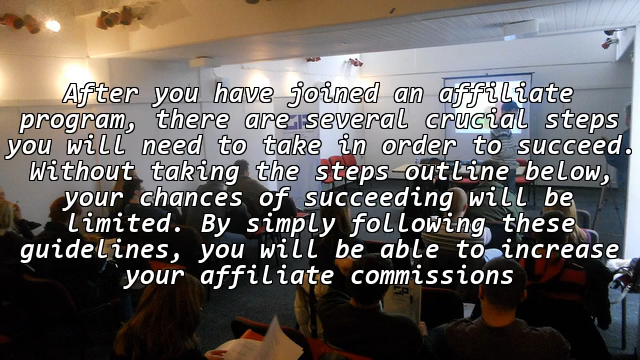 After you have joined an affiliate
program, there are several crucial steps
you will need to take in order to succeed.
Without taking the steps outline below,
your chances of succeeding will be
limited. By simply following these
guidelines, you will be able to increase
your affiliate commissions